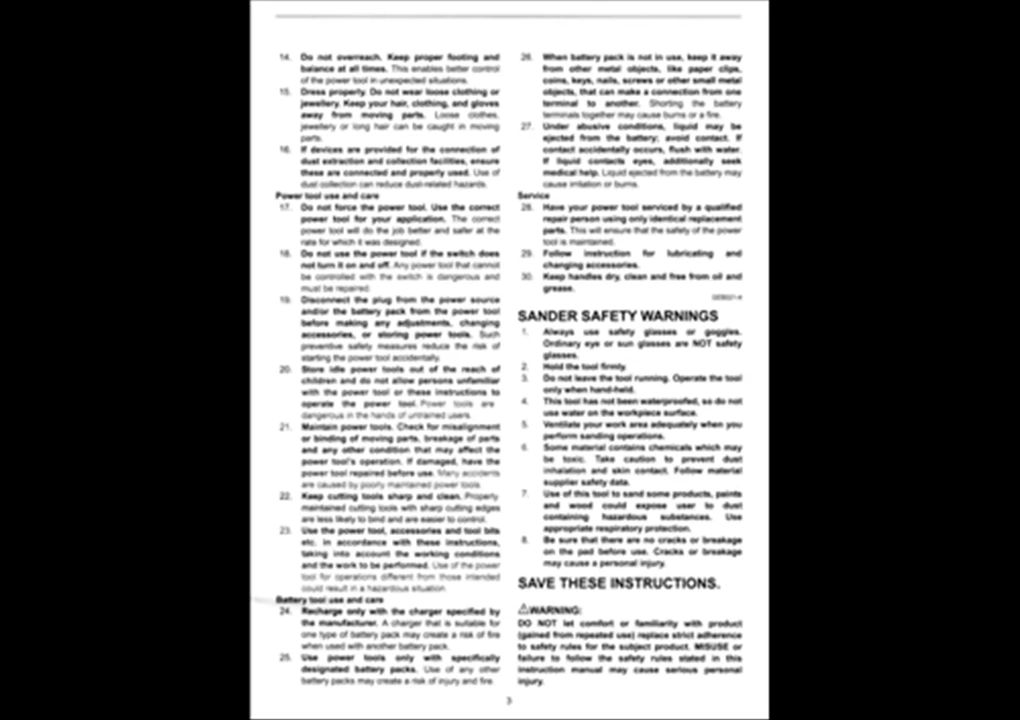 14. Do not overreach. Keep proper footing and
balance at all times. This enables better control
of the power tool in unexpected situations.
15. Dress properly. Do not wear loose clothing or
jewellery. Keep your hair, clothing, and gloves
away from moving parts. Loose clothes,
jewellery or long hair can be caught in moving
parts.
16. If devices are provided for the connection of
dust extraction and collection facilities, ensure
these are connected and properly used. Use of
dust collection can reduce dust-related hazards.
Power tool use and care
17. Do not force the power tool. Use the correct
power tool for your application. The correct
power tool will do the job better and safer at the
rate for which it was designed.
18. Do not use the power tool if the switch does
not turn it on and off. Any power tool that cannot
be controlled with the switch is dangerous and
must be repaired.
19. Disconnect the plug from the power source
and/or the battery pack from the power tool
before making any adjustments, changing
accessories, or storing power tools. Such
preventive safety measures reduce the risk of
starting the power tool accidentally.
20. Store idle power tools out of the reach of
children and do not allow persons unfamiliar
with the power tool or these instructions to
operate the power tool. Power tools are
dangerous in the hands of untrained users.
21. Maintain power tools. Check for misalignment
or binding of moving parts, breakage of parts
and any other condition that may affect the
power tool's operation. If damaged, have the
power tool repaired before use. Many accidents
are caused by poorly maintained power tools.
22. Keep cutting tools sharp and clean. Properly
maintained cutting tools with sharp cutting edges
are less likely to bind and are easier to control.
23. Use the power tool, accessories and tool bits
etc. in accordance with these instructions,
taking into account the working conditions
and the work to be performed. Use of the power
tool for operations different from those intended
could result in a hazardous situation.
Battery tool use and care
24. Recharge only with the charger specified by
the manufacturer. A charger that is suitable for
one type of battery pack may create a risk of fire
when used with another battery pack.
25. Use power tools only with specifically
designated battery packs. Use of any other
battery packs may create a risk of injury and fire.
26. When battery pack is not in use, keep it away
from other metal objects, like paper clips,
coins, keys, nails, screws or other small metal
objects, that can make a connection from one
terminal to another. Shorting the battery
terminals together may cause burns or a fire.
27. Under abusive conditions, liquid may be
ejected from the battery; avoid contact. If
contact accidentally occurs, flush with water.
If liquid contacts eyes, additionally seek
medical help. Liquid ejected from the battery may
cause irritation or burns.
Service
28. Have your power tool serviced by a qualified
repair person using only identical replacement
parts. This will ensure that the safety of the power
tool is maintained.
29. Follow instruction for lubricating and
changing accessories.
30. Keep handles dry, clean and free from oil and
grease.
SANDER SAFETY WARNINGS
1. Always use safety glasses or goggles.
Ordinary eye or sun glasses are NOT safety
glasses.
2. Hold the tool firmly.
3. Do not leave the tool running. Operate the tool
only when hand-held.
4. This tool has not been waterproofed, so do not
use water on the workpiece surface.
5. Ventilate your work area adequately when you
perform sanding operations.
6. Some material contains chemicals which may
be toxic. Take caution to prevent dust
inhalation and skin contact. Follow material
supplier safety data.
7. Use of this tool to sand some products, paints
and wood could expose user to dust
containing hazardous substances. Use
appropriate respiratory protection.
8. Be sure that there are no cracks or breakage
on the pad before use. Cracks or breakage
may cause a personal injury.
SAVE THESE INSTRUCTIONS.
⚠WARNING:
DO NOT let comfort or familiarity with product
(gained from repeated use) replace strict adherence
to safety rules for the subject product. MISUSE or
failure to follow the safety rules stated in this
instruction manual may cause serious personal
injury.
3